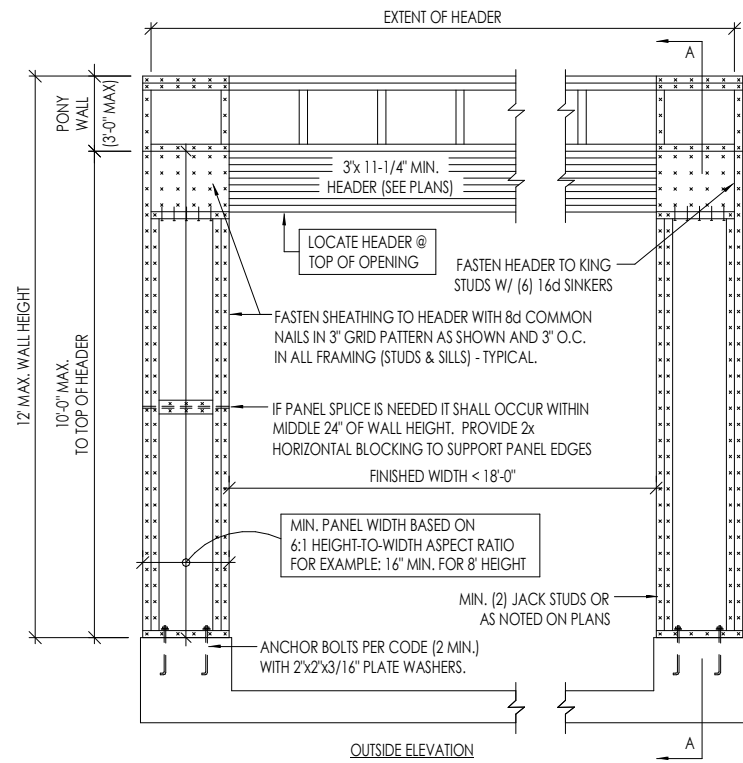 EXTENT OF HEADER
A
PONY
WALL
(3'-0" MAX)
3"x 11-1/4" MIN.
HEADER (SEE PLANS)
LOCATE HEADER @
TOP OF OPENING
FASTEN HEADER TO KING
STUDS W/ (6) 16d SINKERS
12' MAX. WALL HEIGHT
10'-0" MAX.
TO TOP OF HEADER
FASTEN SHEATHING TO HEADER WITH 8d COMMON
NAILS IN 3" GRID PATTERN AS SHOWN AND 3" O.C.
IN ALL FRAMING (STUDS & SILLS) - TYPICAL.
IF PANEL SPLICE IS NEEDED IT SHALL OCCUR WITHIN
MIDDLE 24" OF WALL HEIGHT. PROVIDE 2x
HORIZONTAL BLOCKING TO SUPPORT PANEL EDGES
FINISHED WIDTH < 18'-0"
MIN. PANEL WIDTH BASED ON
6:1 HEIGHT-TO-WIDTH ASPECT RATIO
FOR EXAMPLE: 16" MIN. FOR 8' HEIGHT
MIN. (2) JACK STUDS OR
AS NOTED ON PLANS
ANCHOR BOLTS PER CODE (2 MIN.)
WITH 2"x2"x3/16" PLATE WASHERS.
A
OUTSIDE ELEVATION